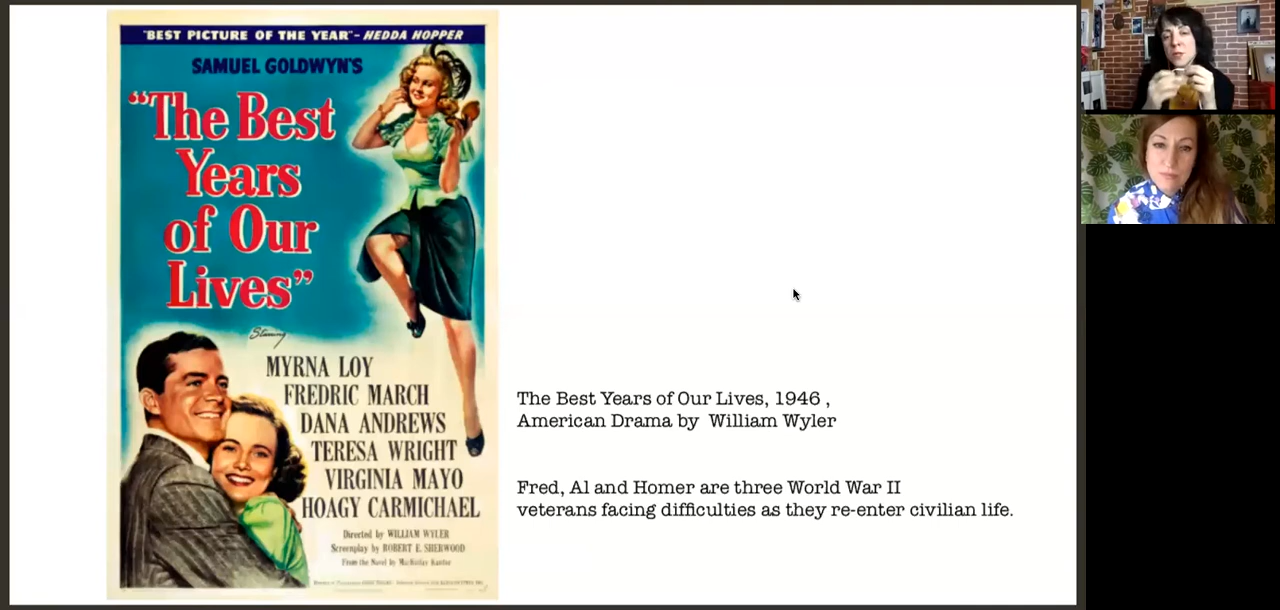 "BEST PICTURE OF THE YEAR" - HEDDA HOPPER
SAMUEL GOLDWYN'S
"The Best
Years
of Our
Lives"
Starring
MYRNA LOY
FREDRIC MARCH
DANA ANDREWS
TERESA WRIGHT
VIRGINIA MAYO
HOAGY CARMICHAEL
Directed by WILLIAM WYLER
Screenplay by ROBERT E. SHERWOOD
From the Novel by MacKinlay Kantor
The Best Years of Our Lives, 1946 ,
American Drama by William Wyler
Fred, Al and Homer are three World War II
veterans facing difficulties as they re-enter civilian life.